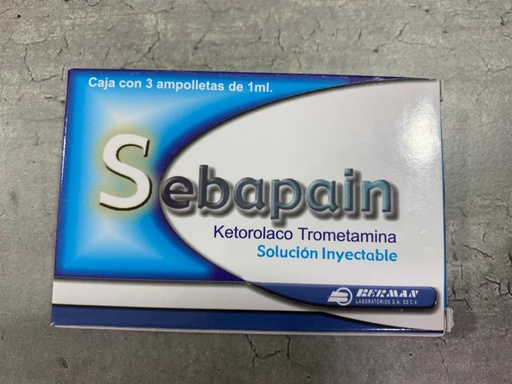 Caja con 3 ampolletas de 1ml.
Sebapain
Ketorolaco Trometamina
Solución Inyectable
BERMAN
LABORATORIOS S.A. DE C.V.